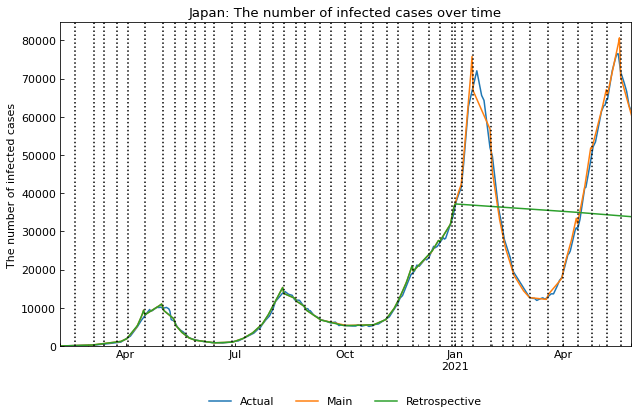 Japan: The number of infected cases over time
The number of infected cases
80000
70000
60000
50000
40000
30000
20000
10000
0
Apr Jul Oct Jan Apr
2021
Actual Main Retrospective